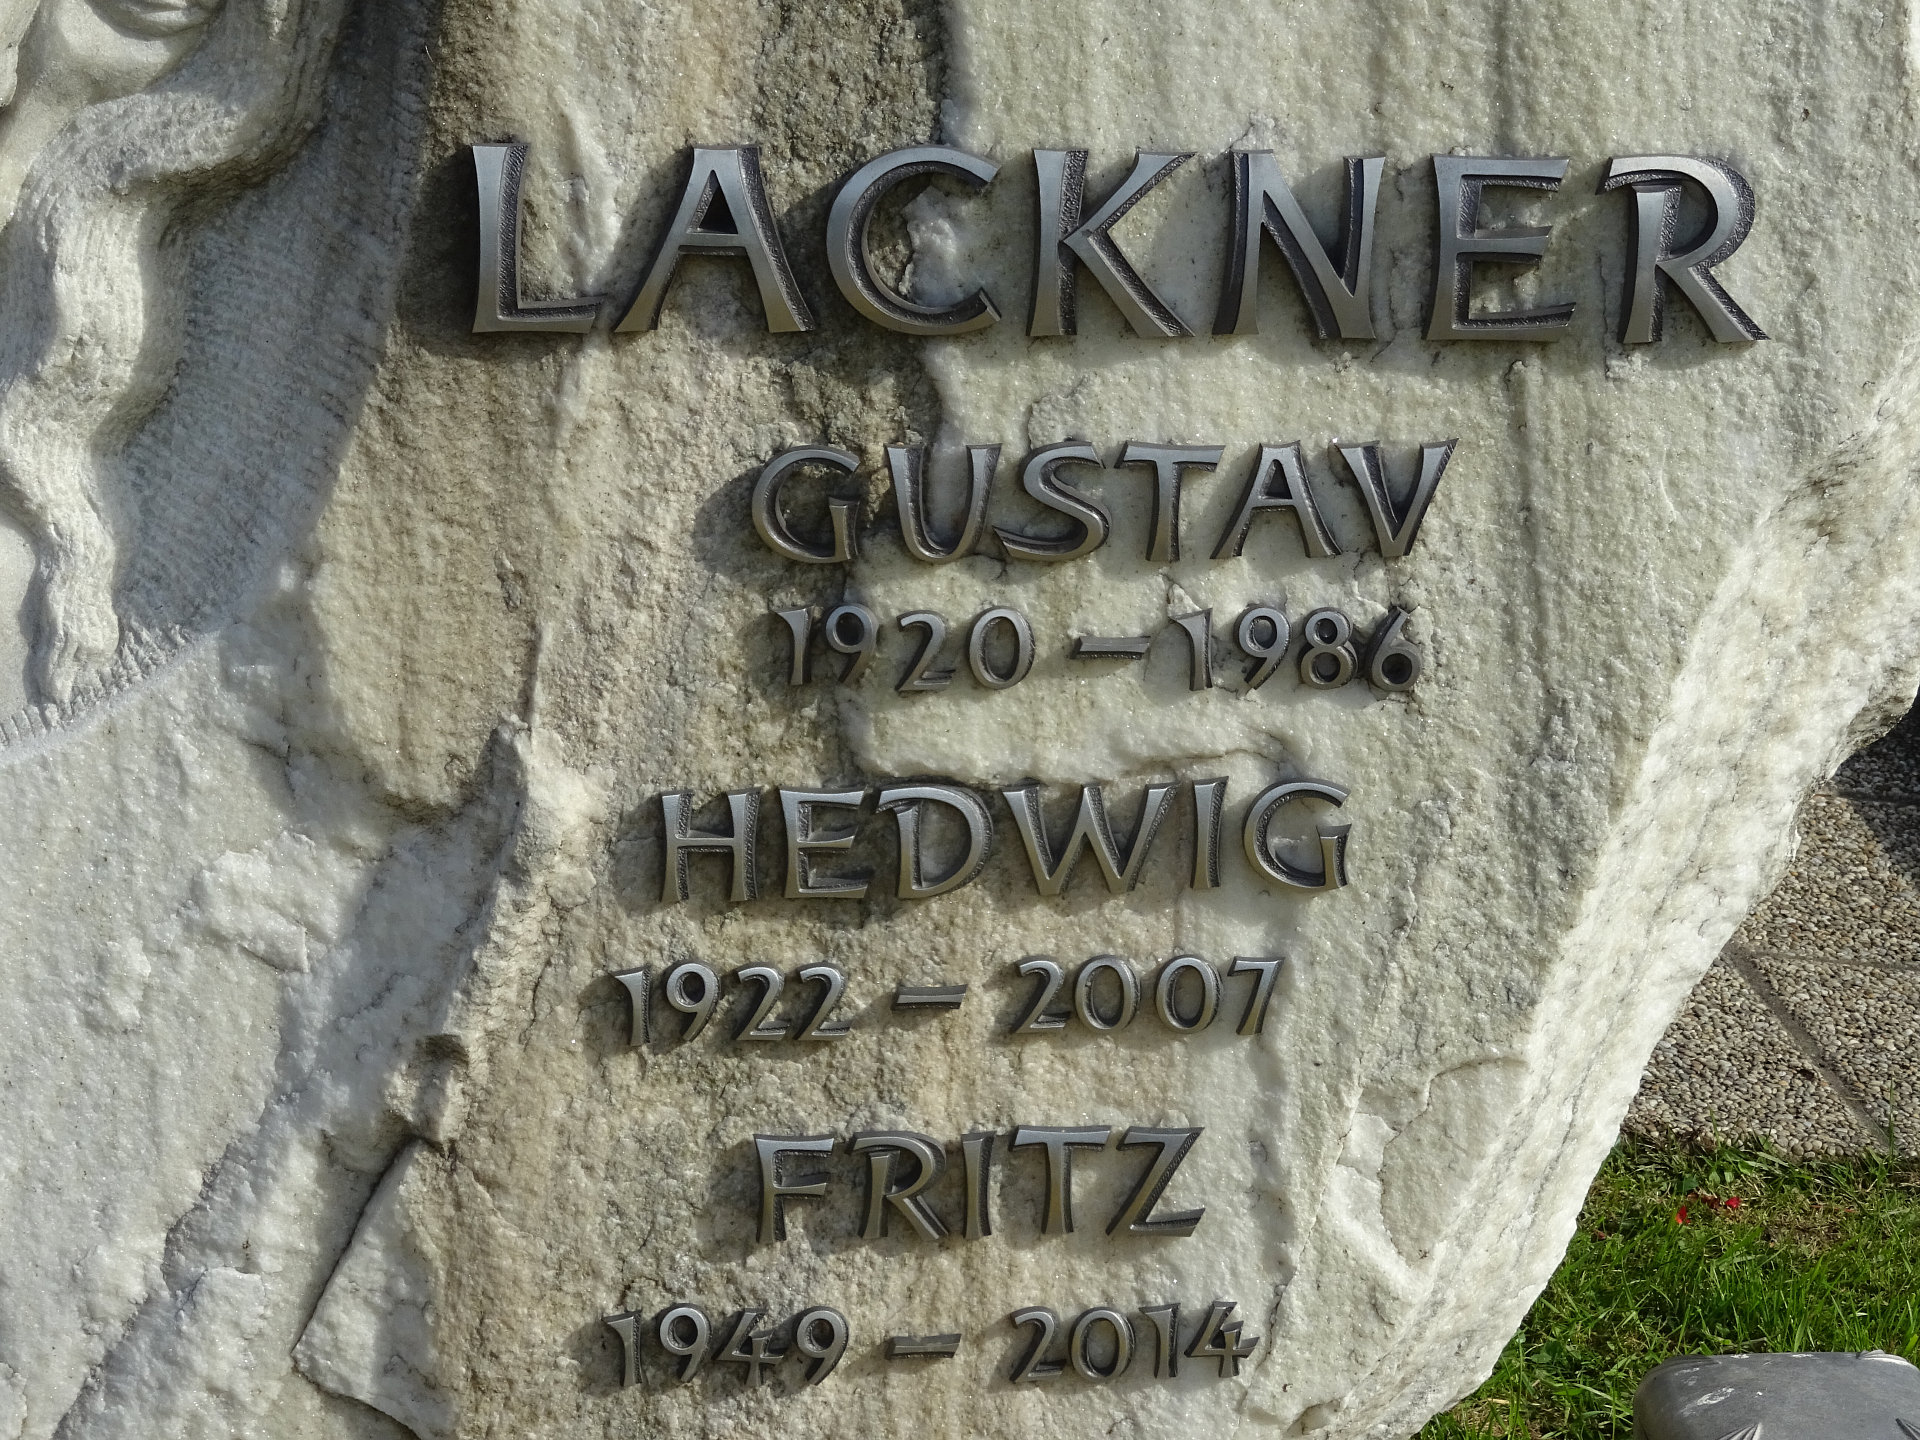 LACKNER
GUSTAV
1920 – 1986
HEDWIG
1922 – 2007
FRITZ
1949 – 2014